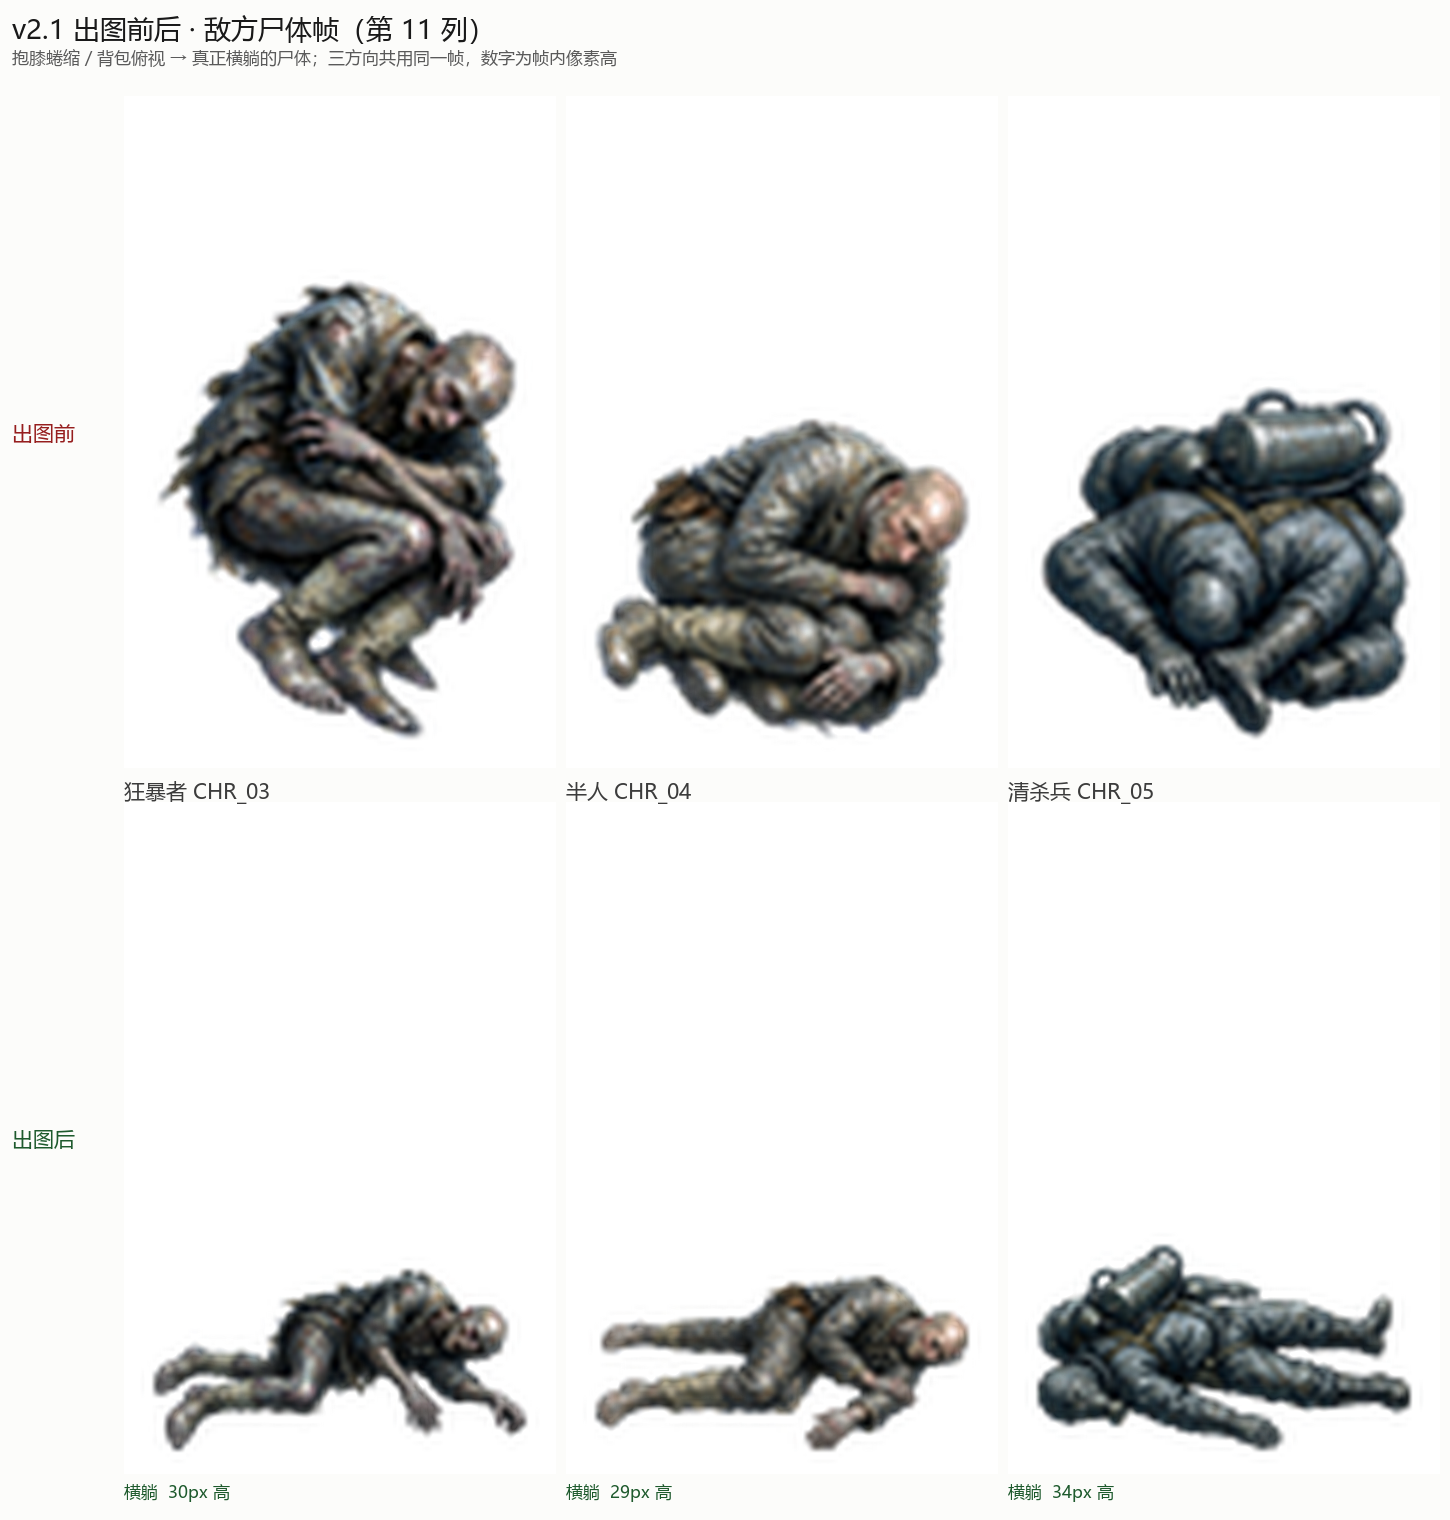 v2.1 出图前后 · 敌方尸体帧（第 11 列）
抱膝蜷缩 / 背包俯视 → 真正横躺的尸体；三方向共用同一帧，数字为帧内像素高
出图前
狂暴者 CHR_03
半人 CHR_04
清杀兵 CHR_05
出图后
横躺 30px 高
横躺 29px 高
横躺 34px 高